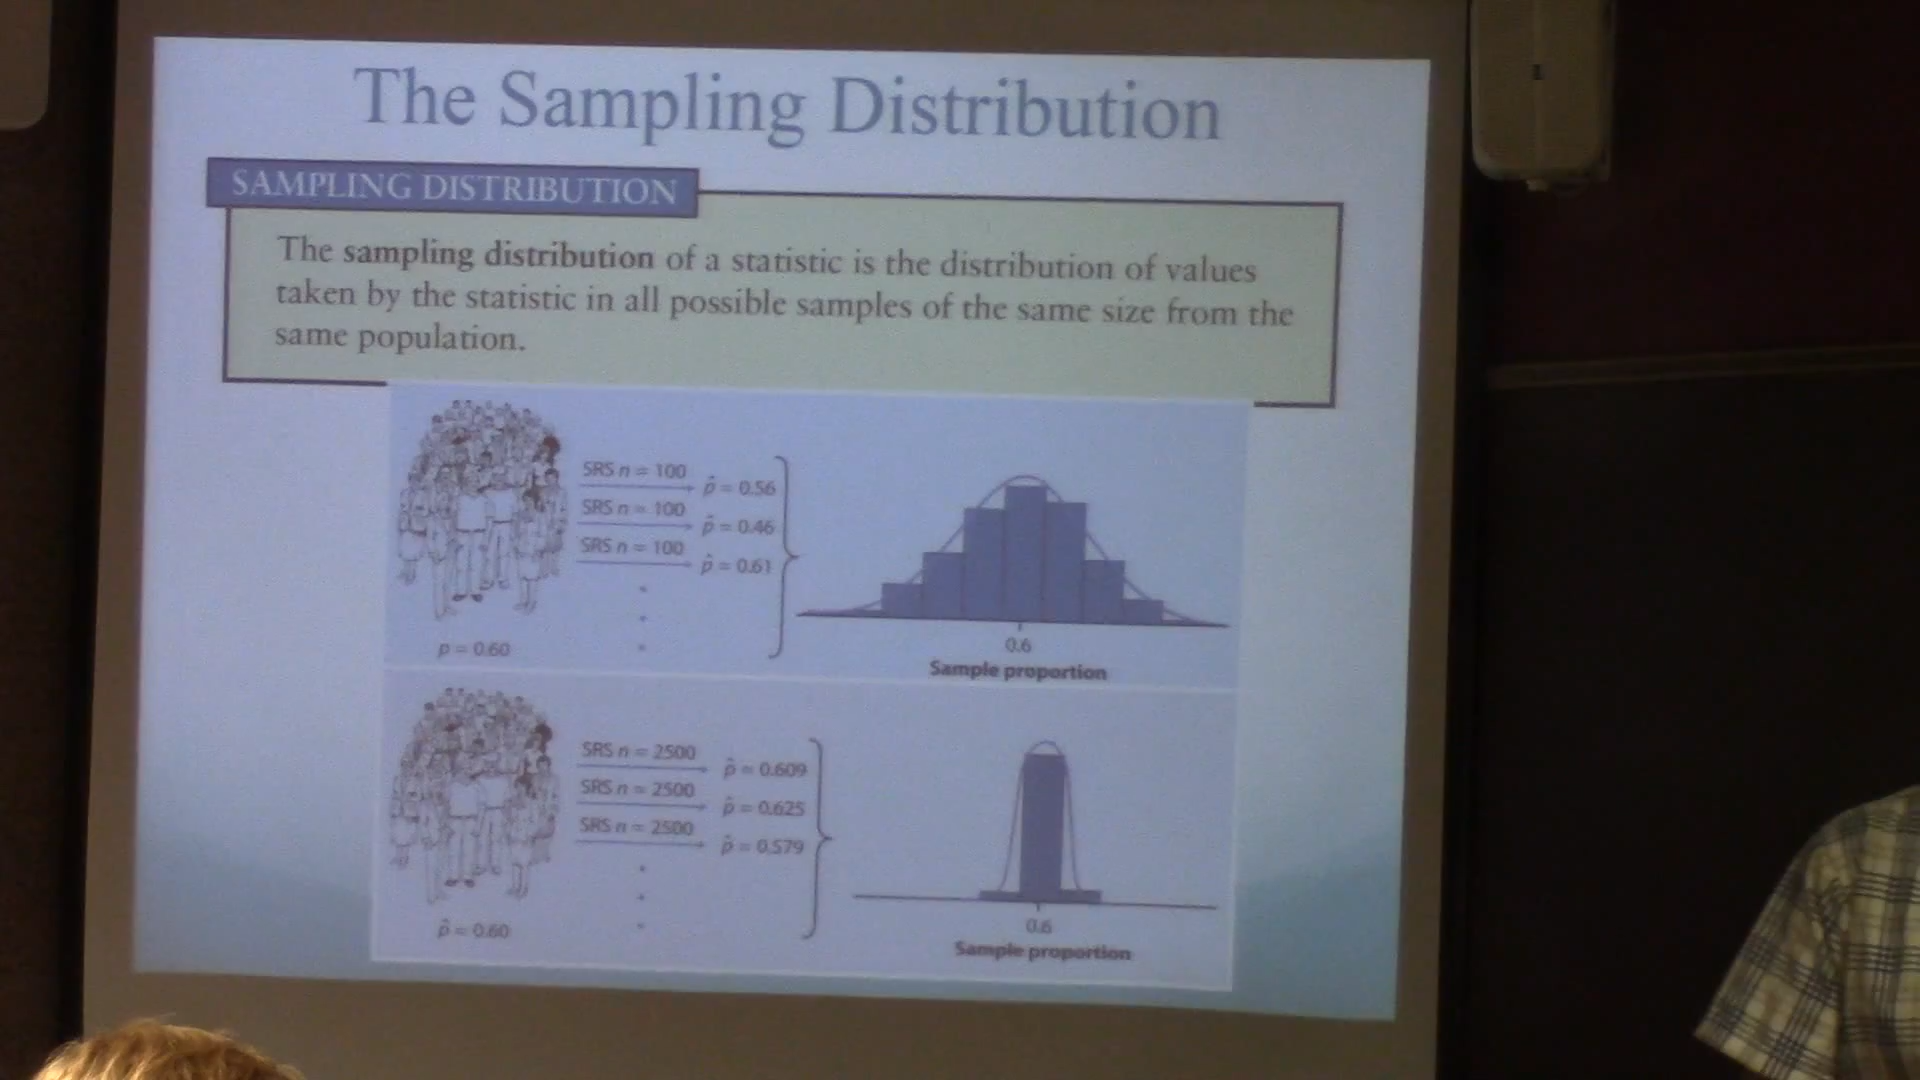 The Sampling Distribution
SAMPLING DISTRIBUTION
The sampling distribution of a statistic is the distribution of values
taken by the statistic in all possible samples of the same size from the
same population.
SRS n = 100
p̂ = 0.56
SRS n = 100
p̂ = 0.46
SRS n = 100
p̂ = 0.61
p = 0.60
0.6
Sample proportion
SRS n = 2500
p̂ = 0.609
SRS n = 2500
p̂ = 0.625
SRS n = 2500
p̂ = 0.579
p̂ = 0.60
0.6
Sample proportion